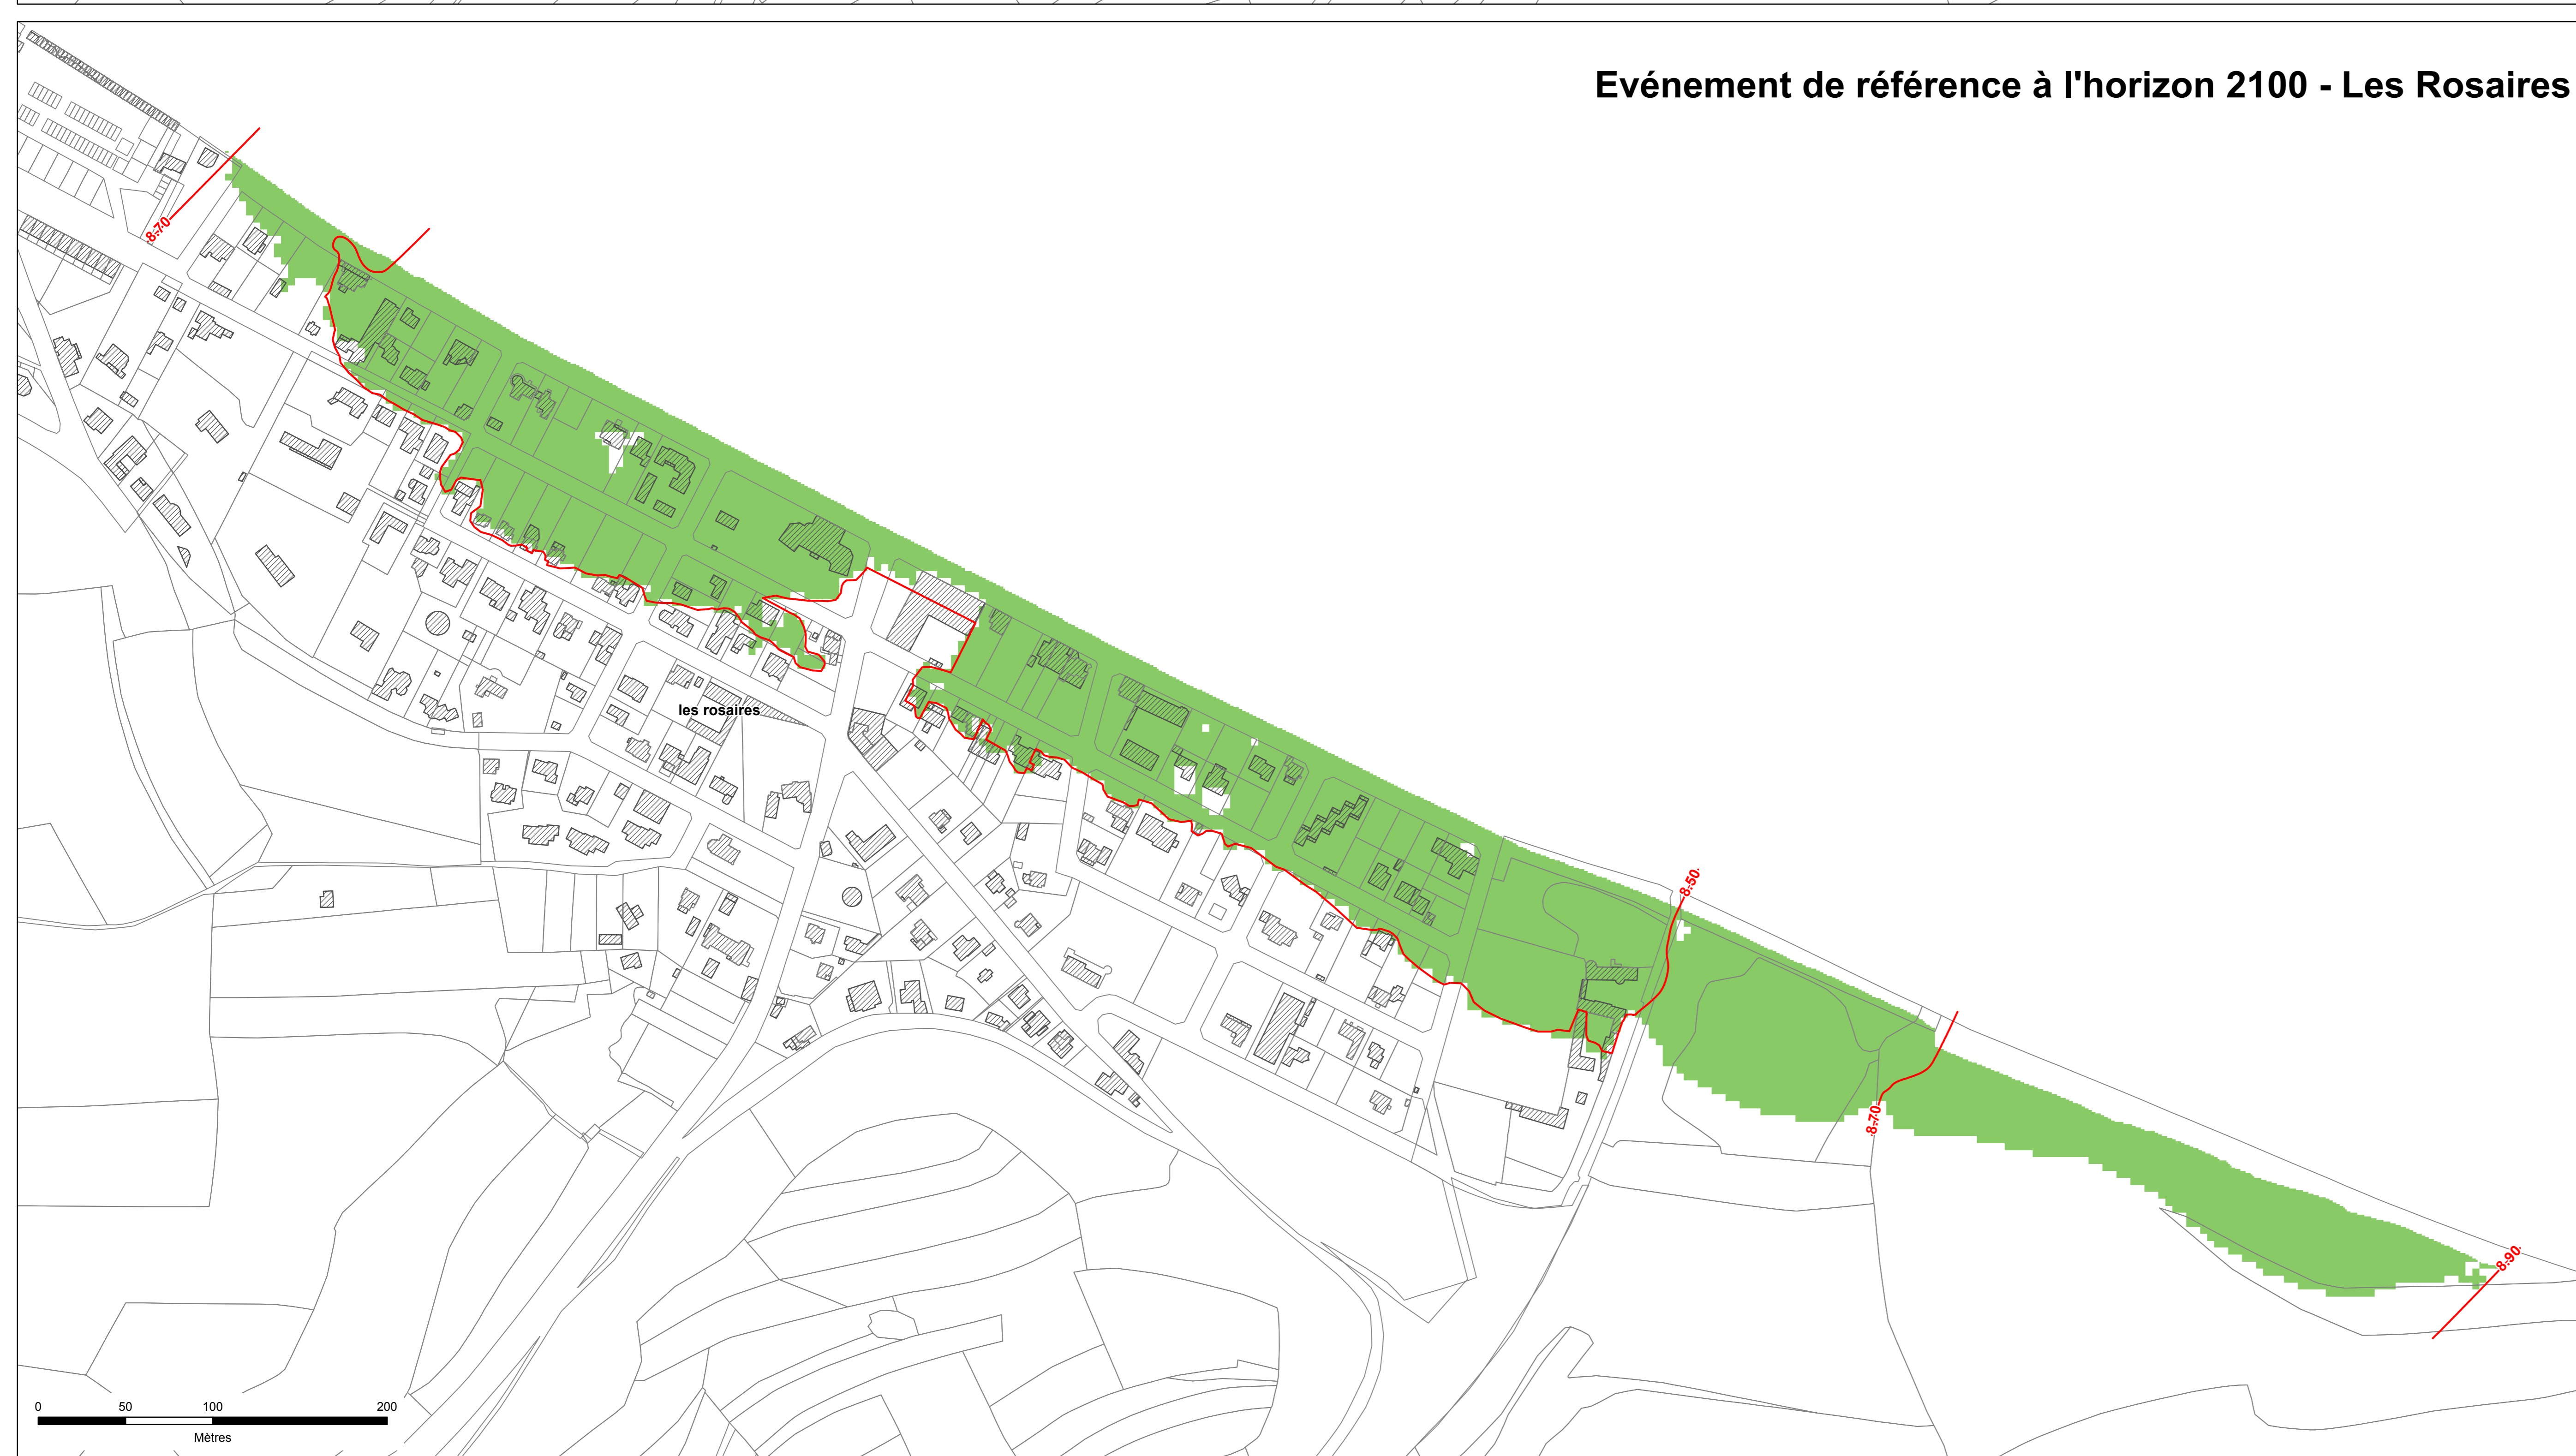 Evénement de référence à l'horizon 2100 - Les Rosaires
8.70
les rosaires
8.50
8.70
8.90
0 50 100 200
Mètres